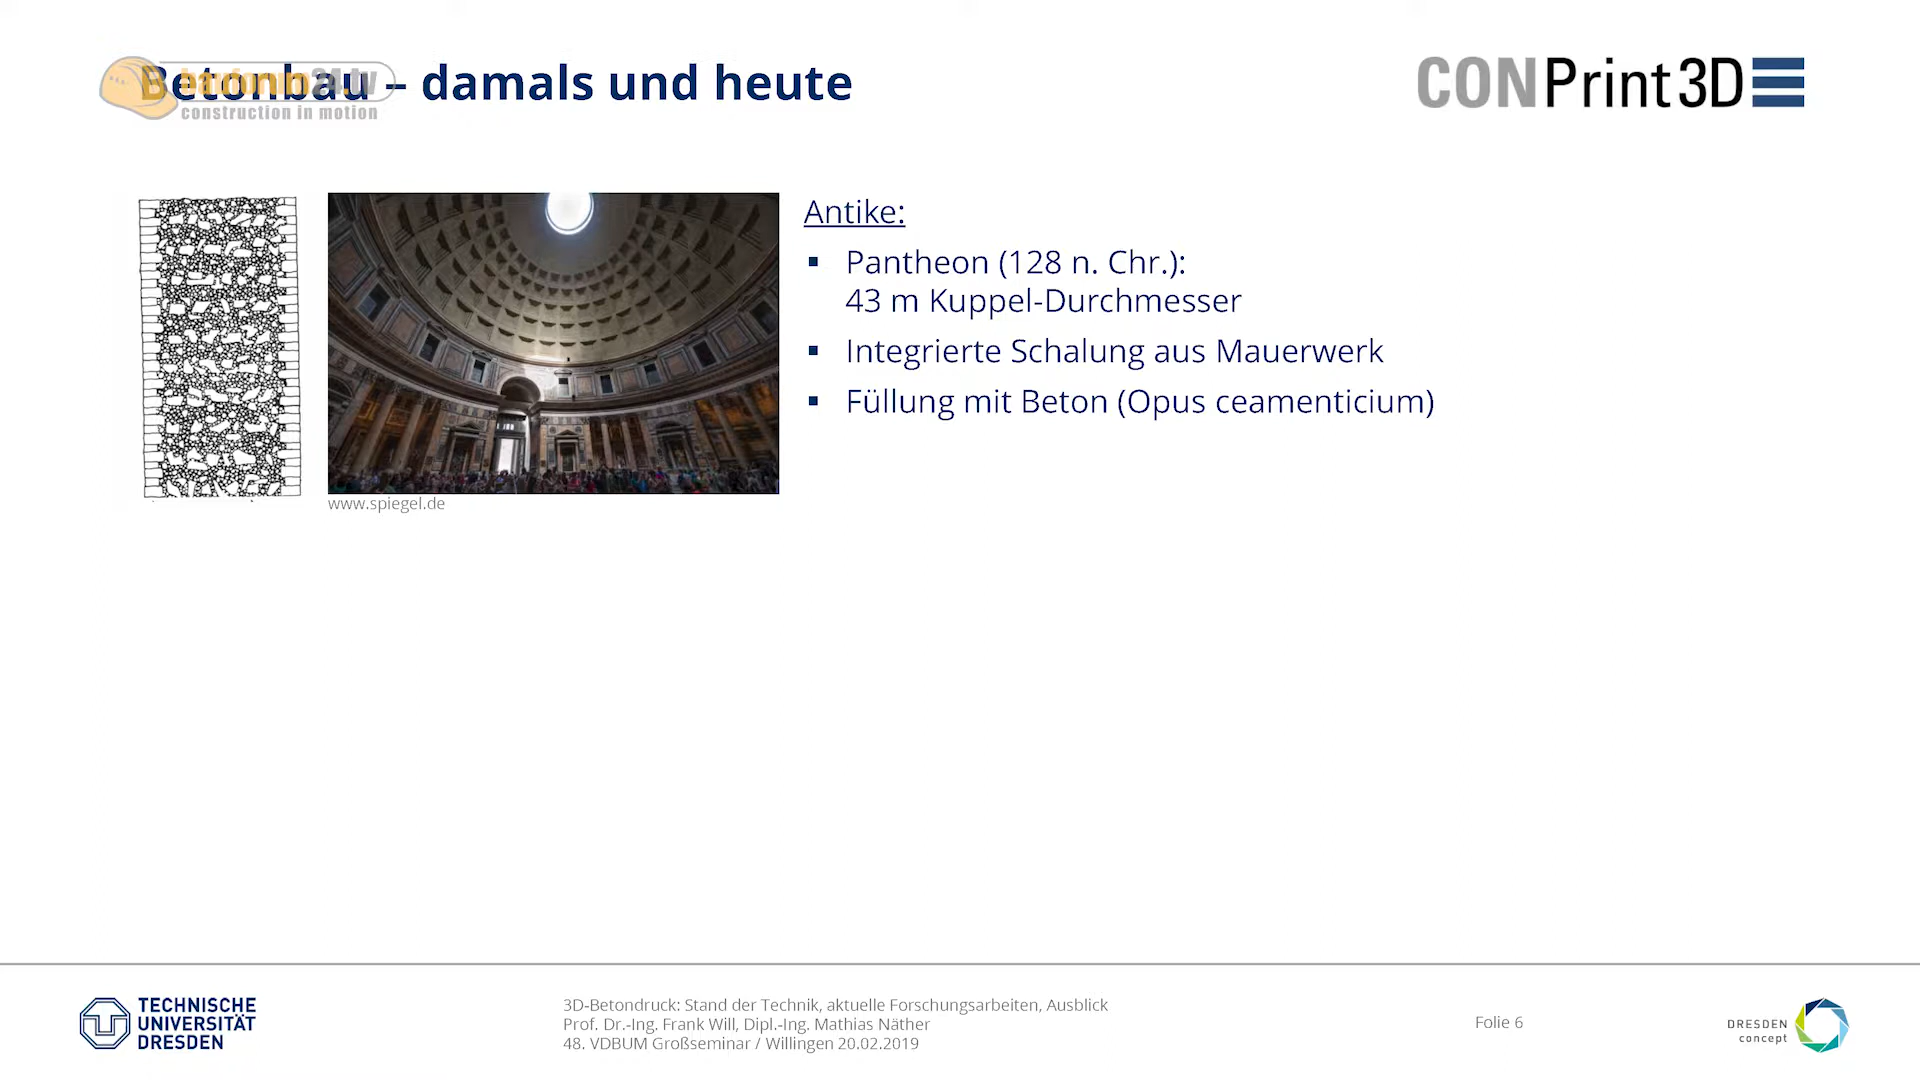 Betonbau – damals und heute
construction in motion
CONPrint3D
Antike:
Pantheon (128 n. Chr.):
43 m Kuppel-Durchmesser
Integrierte Schalung aus Mauerwerk
Füllung mit Beton (Opus ceamenticium)
www.spiegel.de
TECHNISCHE
UNIVERSITÄT
DRESDEN
3D-Betondruck: Stand der Technik, aktuelle Forschungsarbeiten, Ausblick
Prof. Dr.-Ing. Frank Will, Dipl.-Ing. Mathias Näther
48. VDBUM Großseminar / Willingen 20.02.2019
Folie 6
DRESDEN
concept